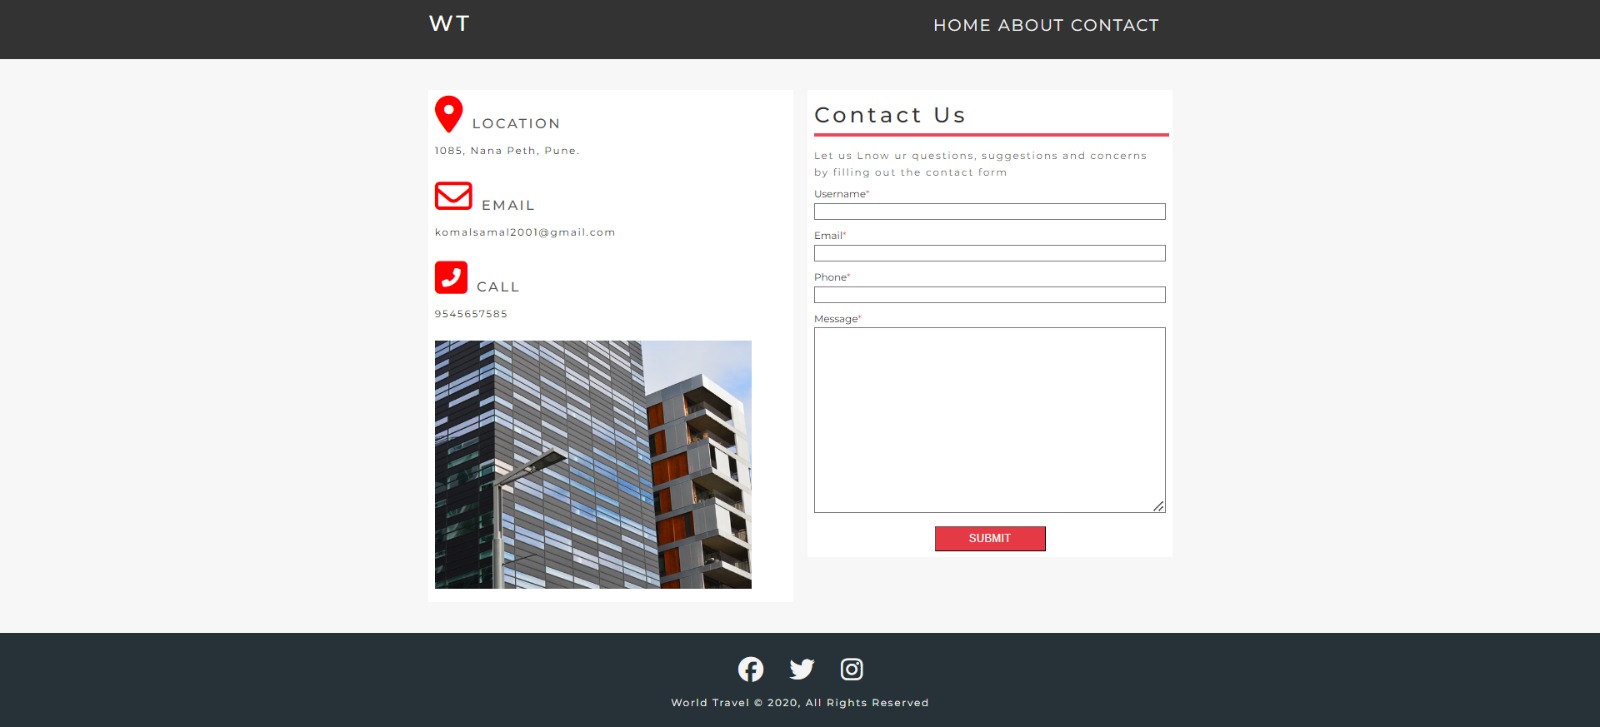 WT
HOME ABOUT CONTACT
LOCATION
1085, Nana Peth, Pune.
EMAIL
komalsamal2001@gmail.com
CALL
9545657585
Contact Us
Let us Lnow ur questions, suggestions and concerns
by filling out the contact form
Username*
Email*
Phone*
Message*
SUBMIT
World Travel © 2020, All Rights Reserved